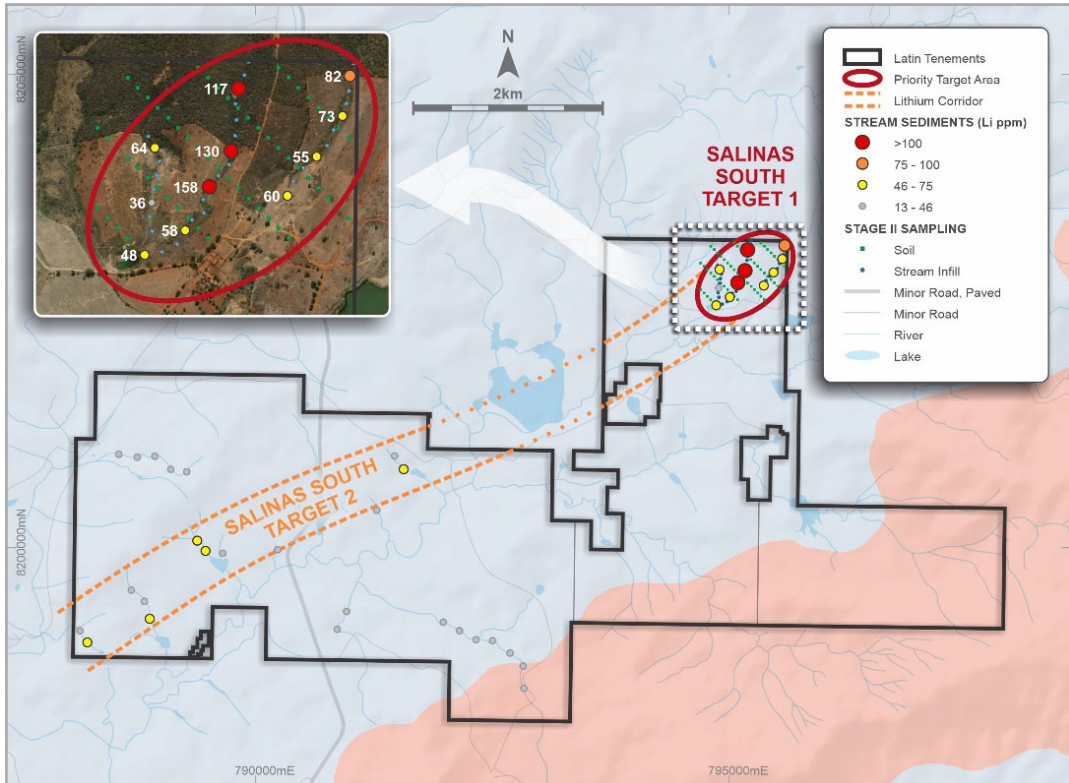 8205000mN
117
82
73
64
130
55
158
36
60
58
48
N
2km
SALINAS
SOUTH
TARGET 1
Latin Tenements
Priority Target Area
Lithium Corridor
STREAM SEDIMENTS (Li ppm)
>100
75 - 100
46 - 75
13 - 46
STAGE II SAMPLING
Soil
Stream Infill
Minor Road, Paved
Minor Road
River
Lake
SALINAS SOUTH
TARGET 2
8200000mN
790000mE
795000mE